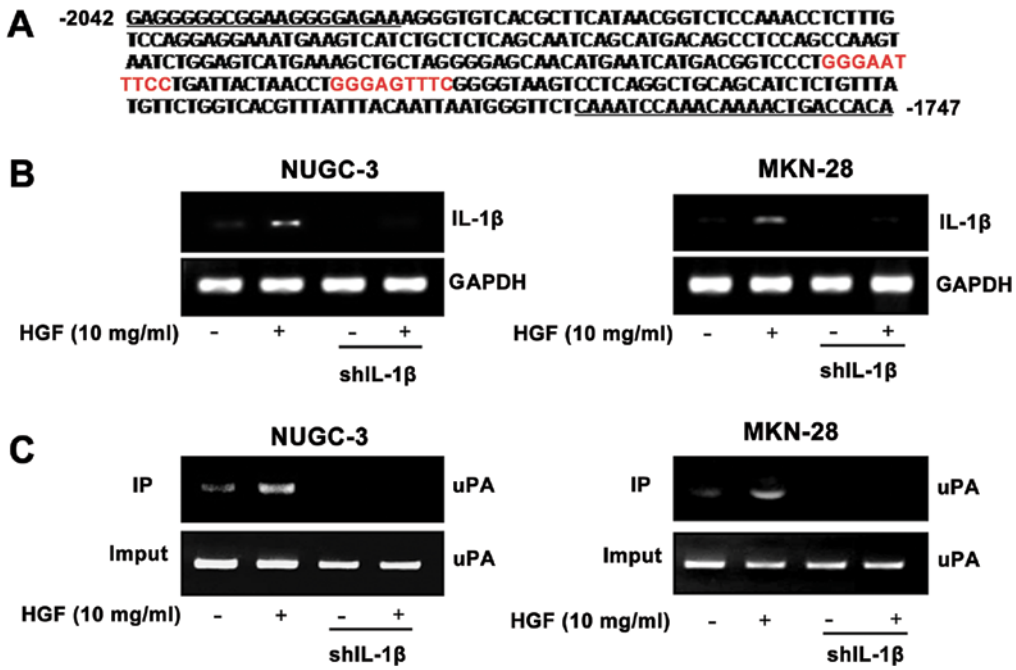 A
-2042 GAGGGGGCGGAAGGGGAGAAAGGGTGTCACGCTTCATAACGGTCTCCAAACCTCTTTG
TCCAGGAGGAAATGAAGTCATCTGCTCTCAGCAATCAGCATGACAGCCTCCAGCCAAGT
AATCTGGAGTCATGAAAGCTGCTAGGGGAGCAACATGAATCATGACGGTCCCTGGGAAT
TTCCTGATTACTAACCTGGGAGTTTCGGGGTAAGTCCTCAGGCTGCAGCATCTCTGTTTA
TGTTCTGGTCACGTTTATTTACAATTAATGGGTTCTCAAATCCAAACAAAACTGACCACA -1747
B
NUGC-3 MKN-28
IL-1β IL-1β
GAPDH GAPDH
HGF (10 mg/ml) - + - + HGF (10 mg/ml) - + - +
shIL-1β shIL-1β
C
NUGC-3 MKN-28
IP uPA IP uPA
Imput uPA Imput uPA
HGF (10 mg/ml) - + - + HGF (10 mg/ml) - + - +
shIL-1β shIL-1β